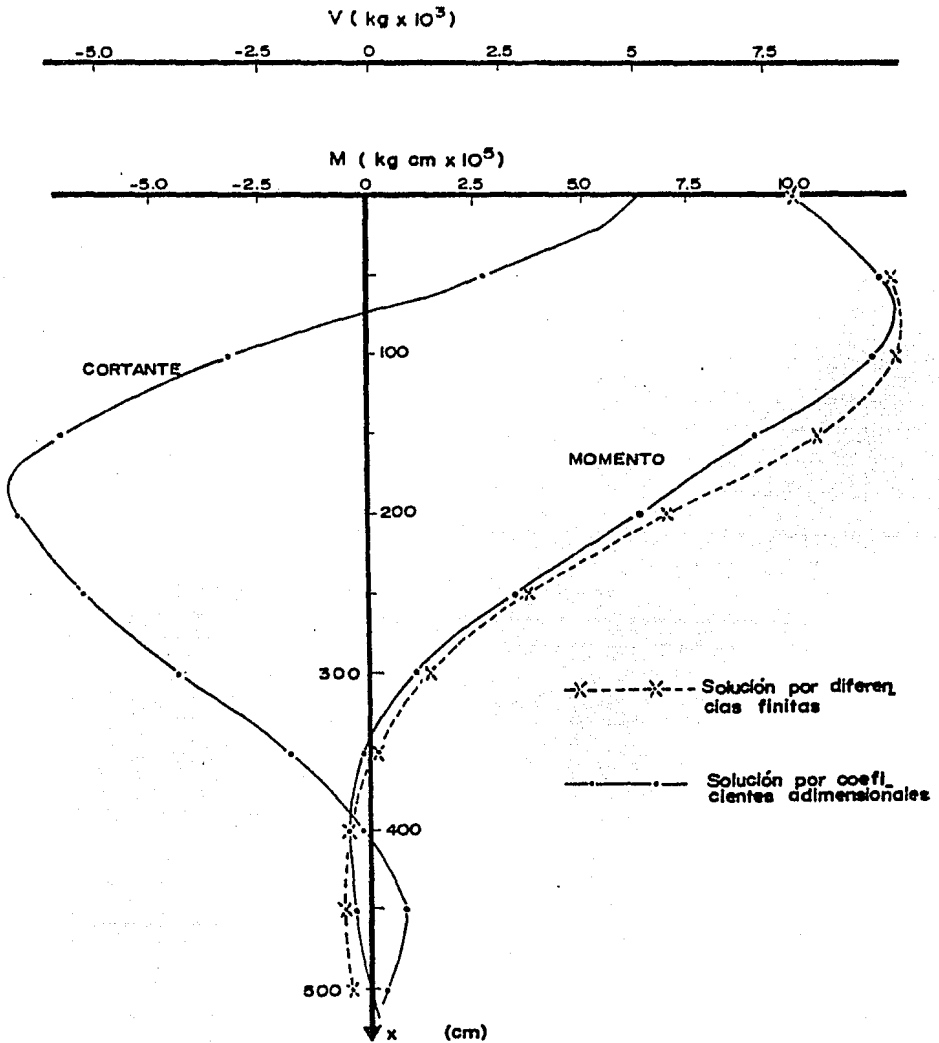 V ( kg x 10³)
-5.0 -2.5 0 2.5 5 7.5
M ( kg cm x 10⁵)
-5.0 -2.5 0 2.5 5.0 7.5 10.0
100
CORTANTE
MOMENTO
200
300
Solución por diferen_
cias finitas
Solución por coefi_
cientes adimensionales
400
500
x (cm)